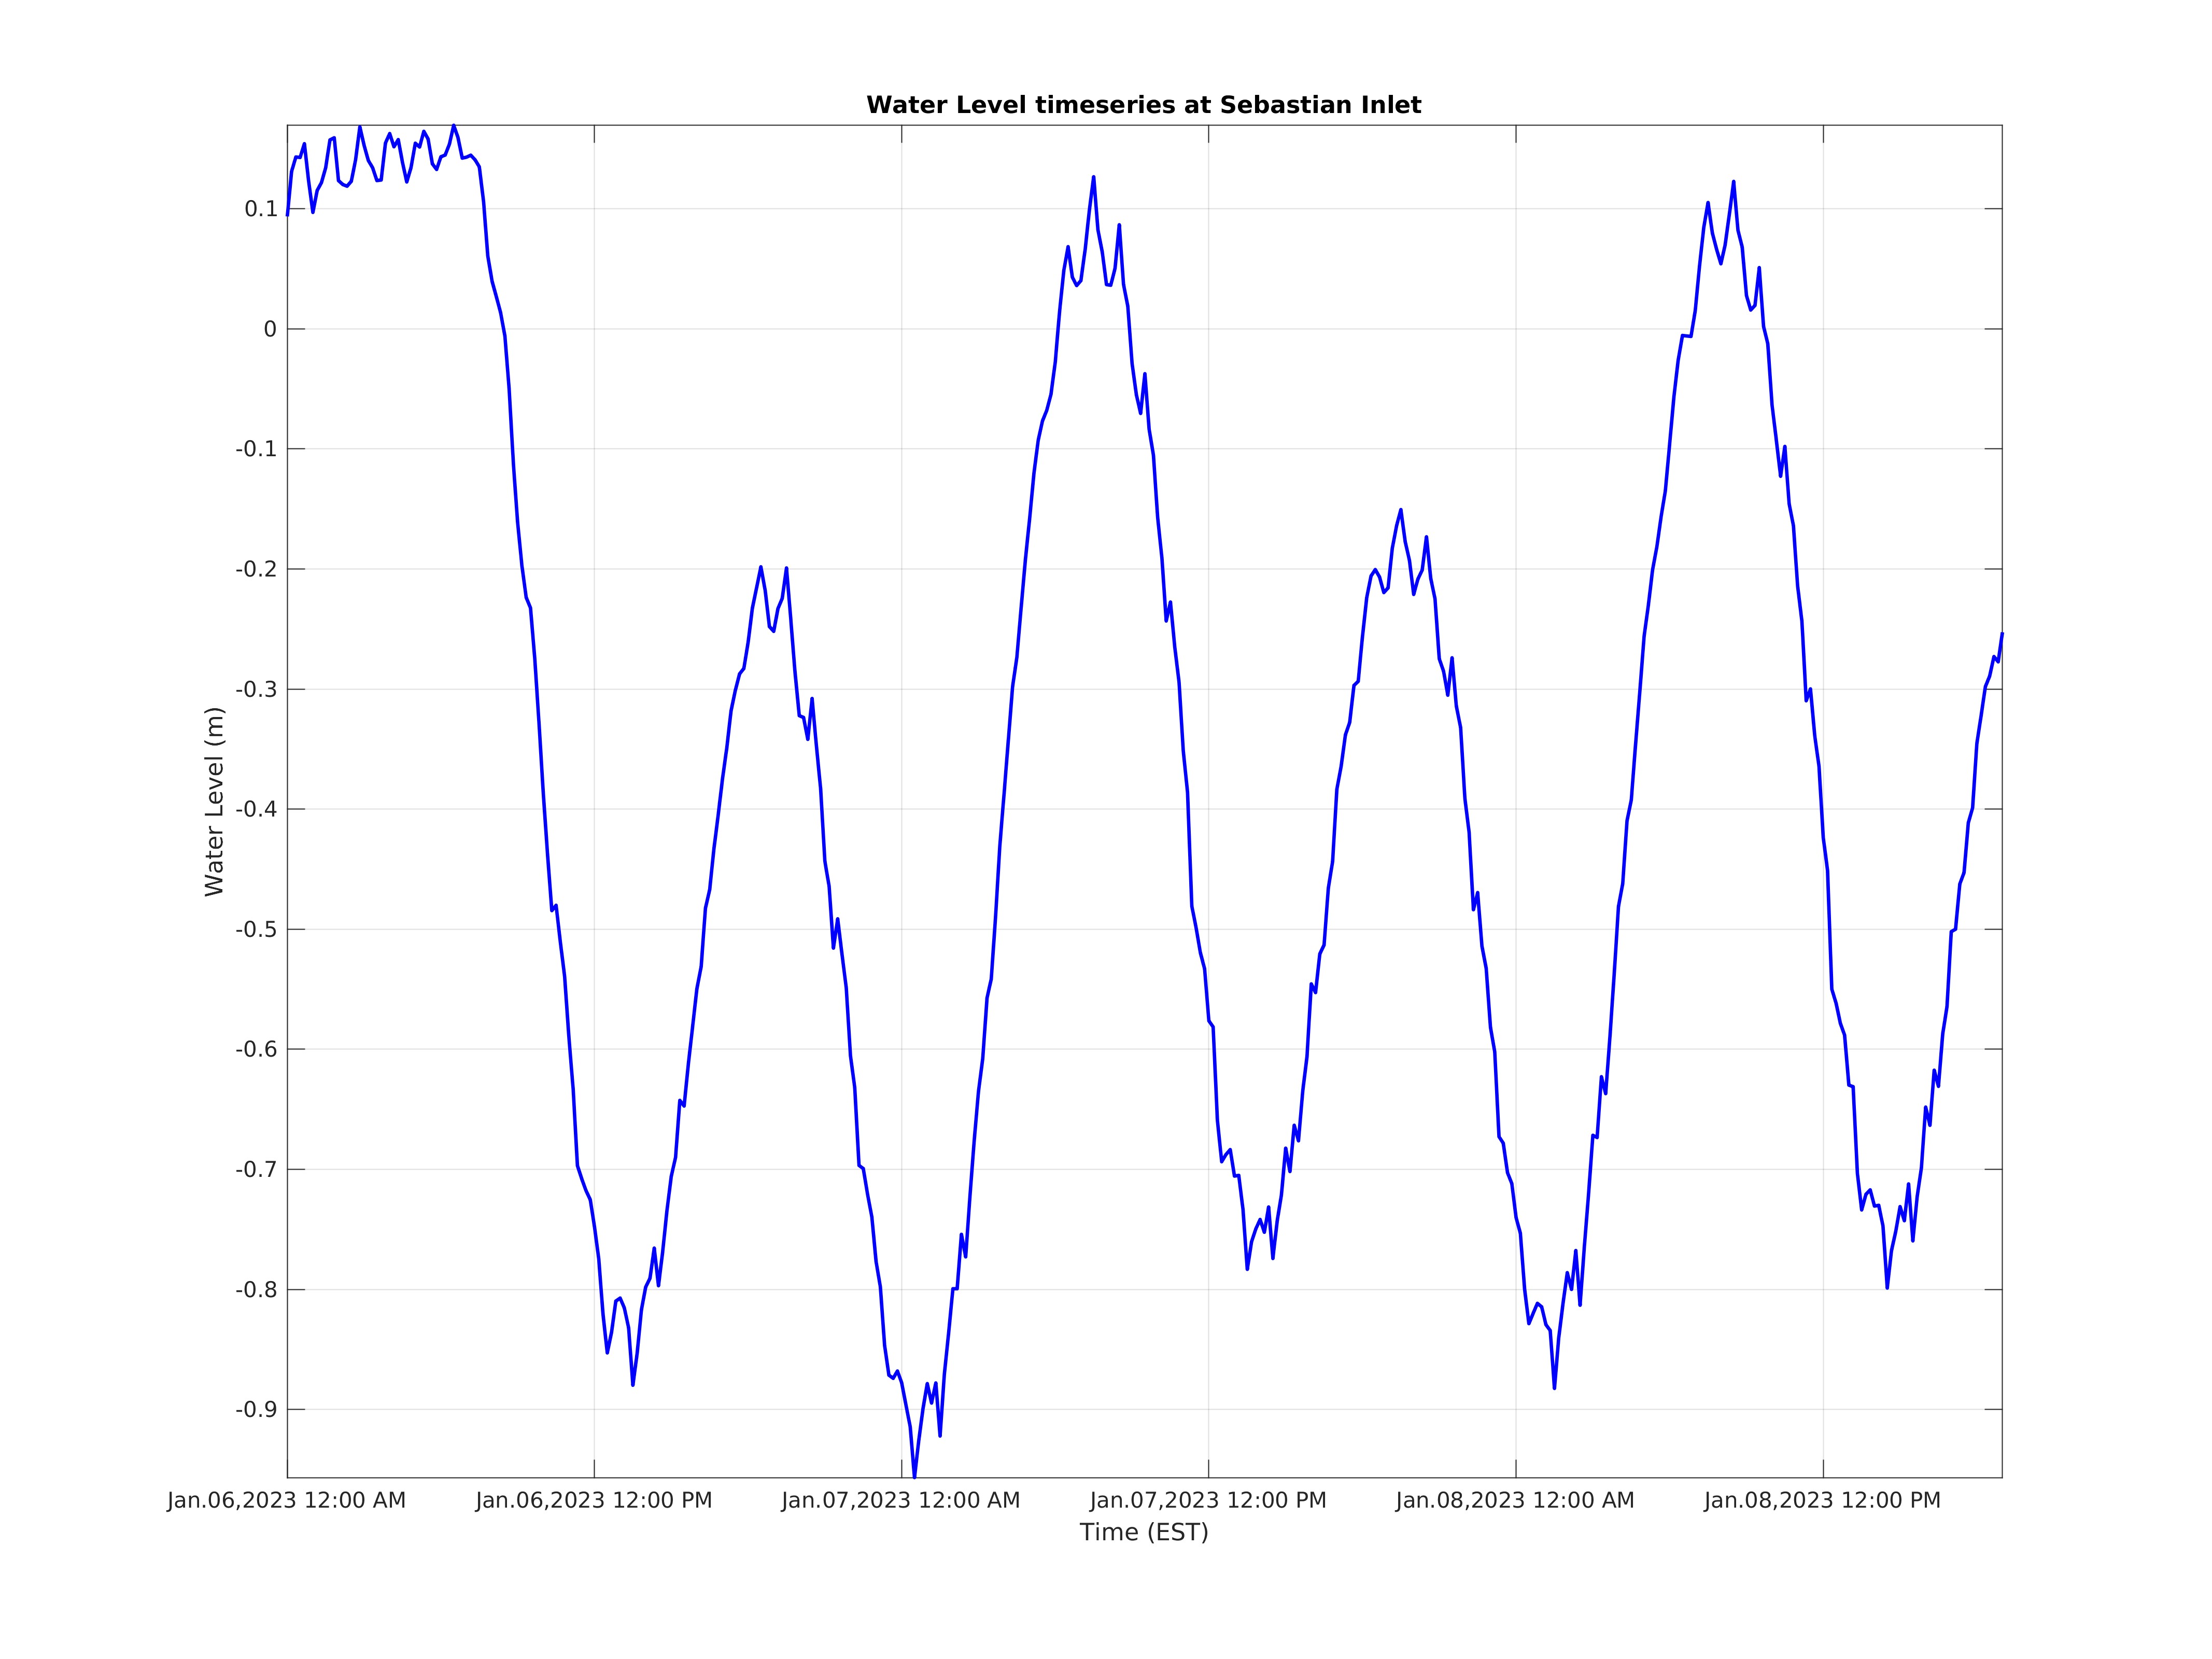 Water Level timeseries at Sebastian Inlet
0.1
0
-0.1
-0.2
-0.3
-0.4
-0.5
-0.6
-0.7
-0.8
-0.9
Water Level (m)
Jan.06,2023 12:00 AM
Jan.06,2023 12:00 PM
Jan.07,2023 12:00 AM
Jan.07,2023 12:00 PM
Jan.08,2023 12:00 AM
Jan.08,2023 12:00 PM
Time (EST)